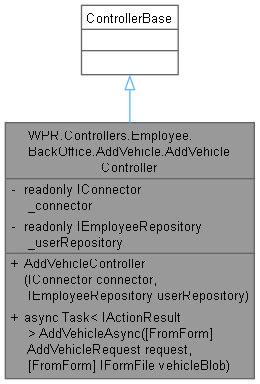 ControllerBase
WPR.Controllers.Employee.
BackOffice.AddVehicle.AddVehicle
Controller
- readonly IConnector
_connector
- readonly IEmployeeRepository
_userRepository
+ AddVehicleController
(IConnector connector,
IEmployeeRepository userRepository)
+ async Task< IActionResult
> AddVehicleAsync([FromForm]
AddVehicleRequest request,
[FromForm] IFormFile vehicleBlob)